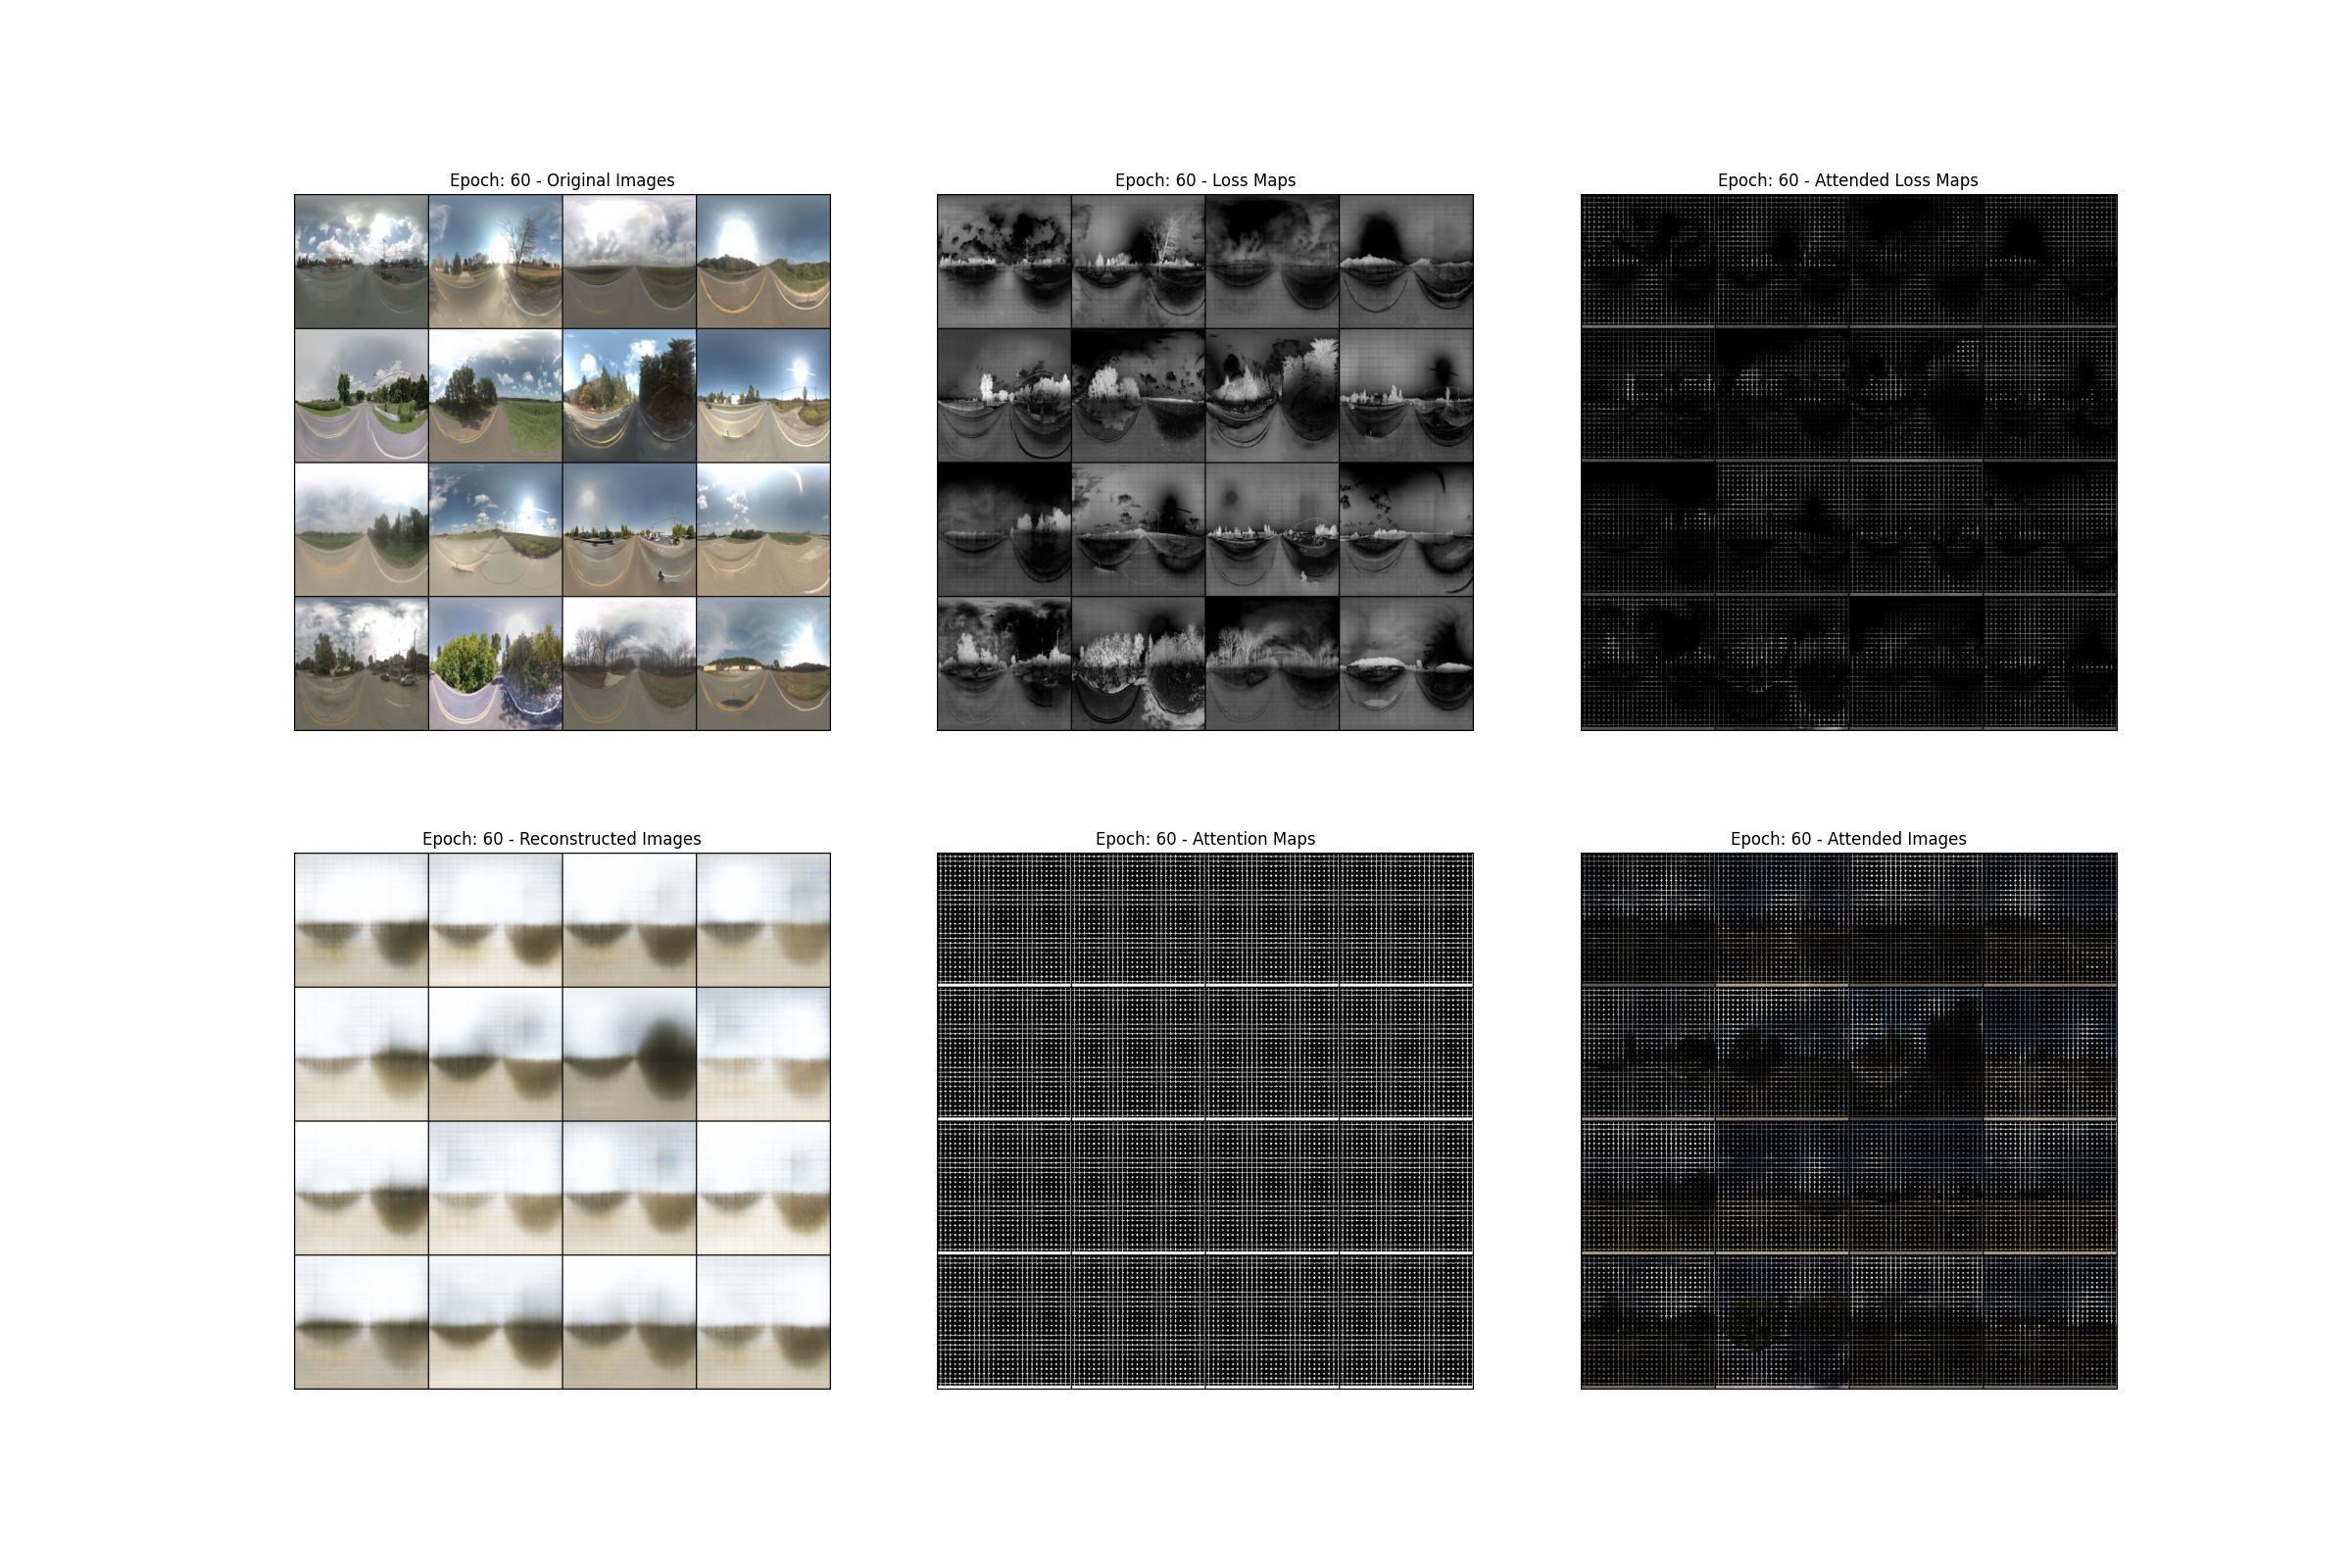 Epoch: 60 - Original Images
Epoch: 60 - Loss Maps
Epoch: 60 - Attended Loss Maps
Epoch: 60 - Reconstructed Images
Epoch: 60 - Attention Maps
Epoch: 60 - Attended Images